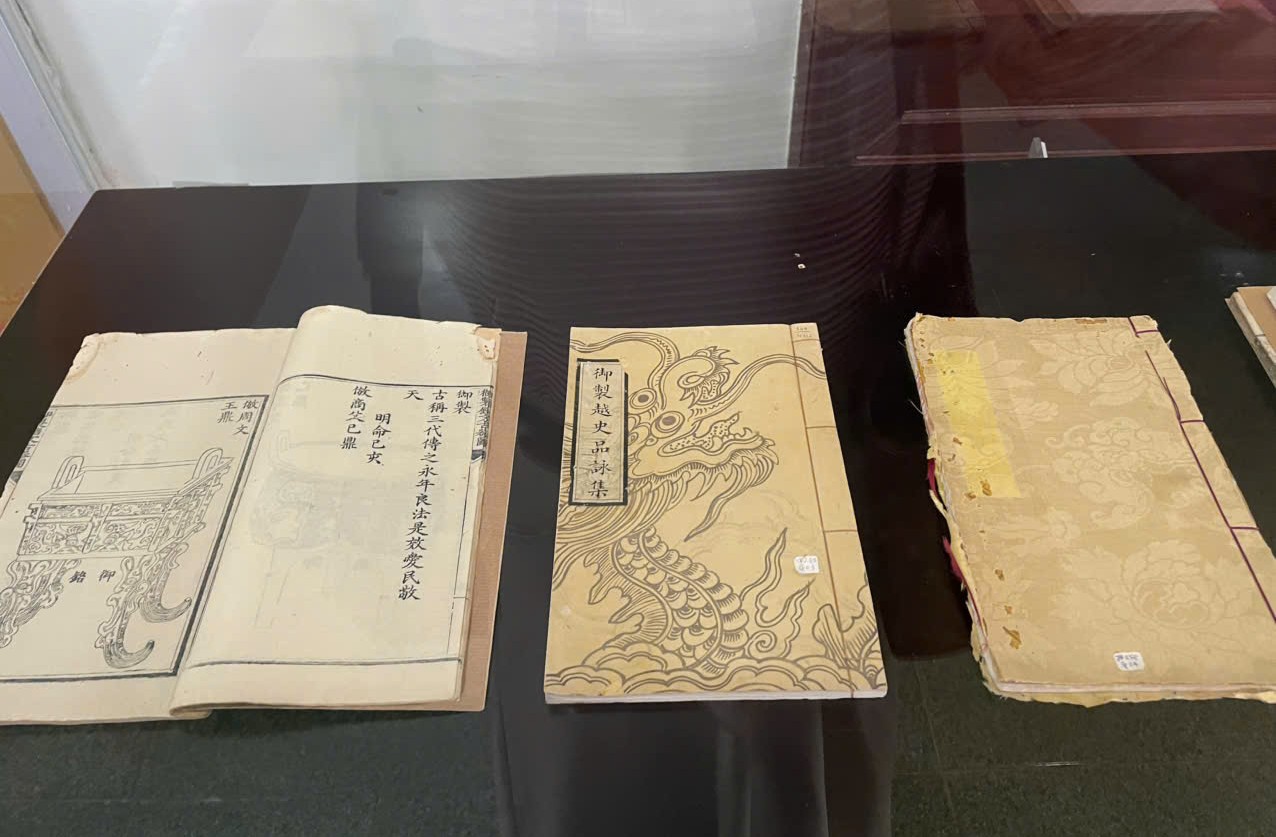 御製
古稱三代傳之永年良法是放愛民敬
天
明命己亥
倣商父己鼎
倣周文
王鼎
御銘
御製越史品詠集